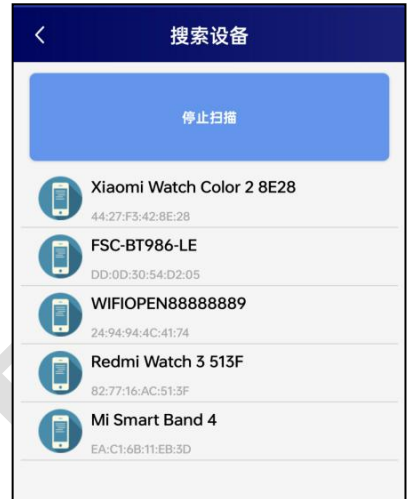 搜索设备
停止扫描
Xiaomi Watch Color 2 8E28
44:27:F3:42:8E:28
FSC-BT986-LE
DD:0D:30:54:D2:05
WIFIOPEN88888889
24:94:94:4C:41:74
Redmi Watch 3 513F
82:77:16:AC:51:3F
Mi Smart Band 4
EA:C1:6B:11:EB:3D